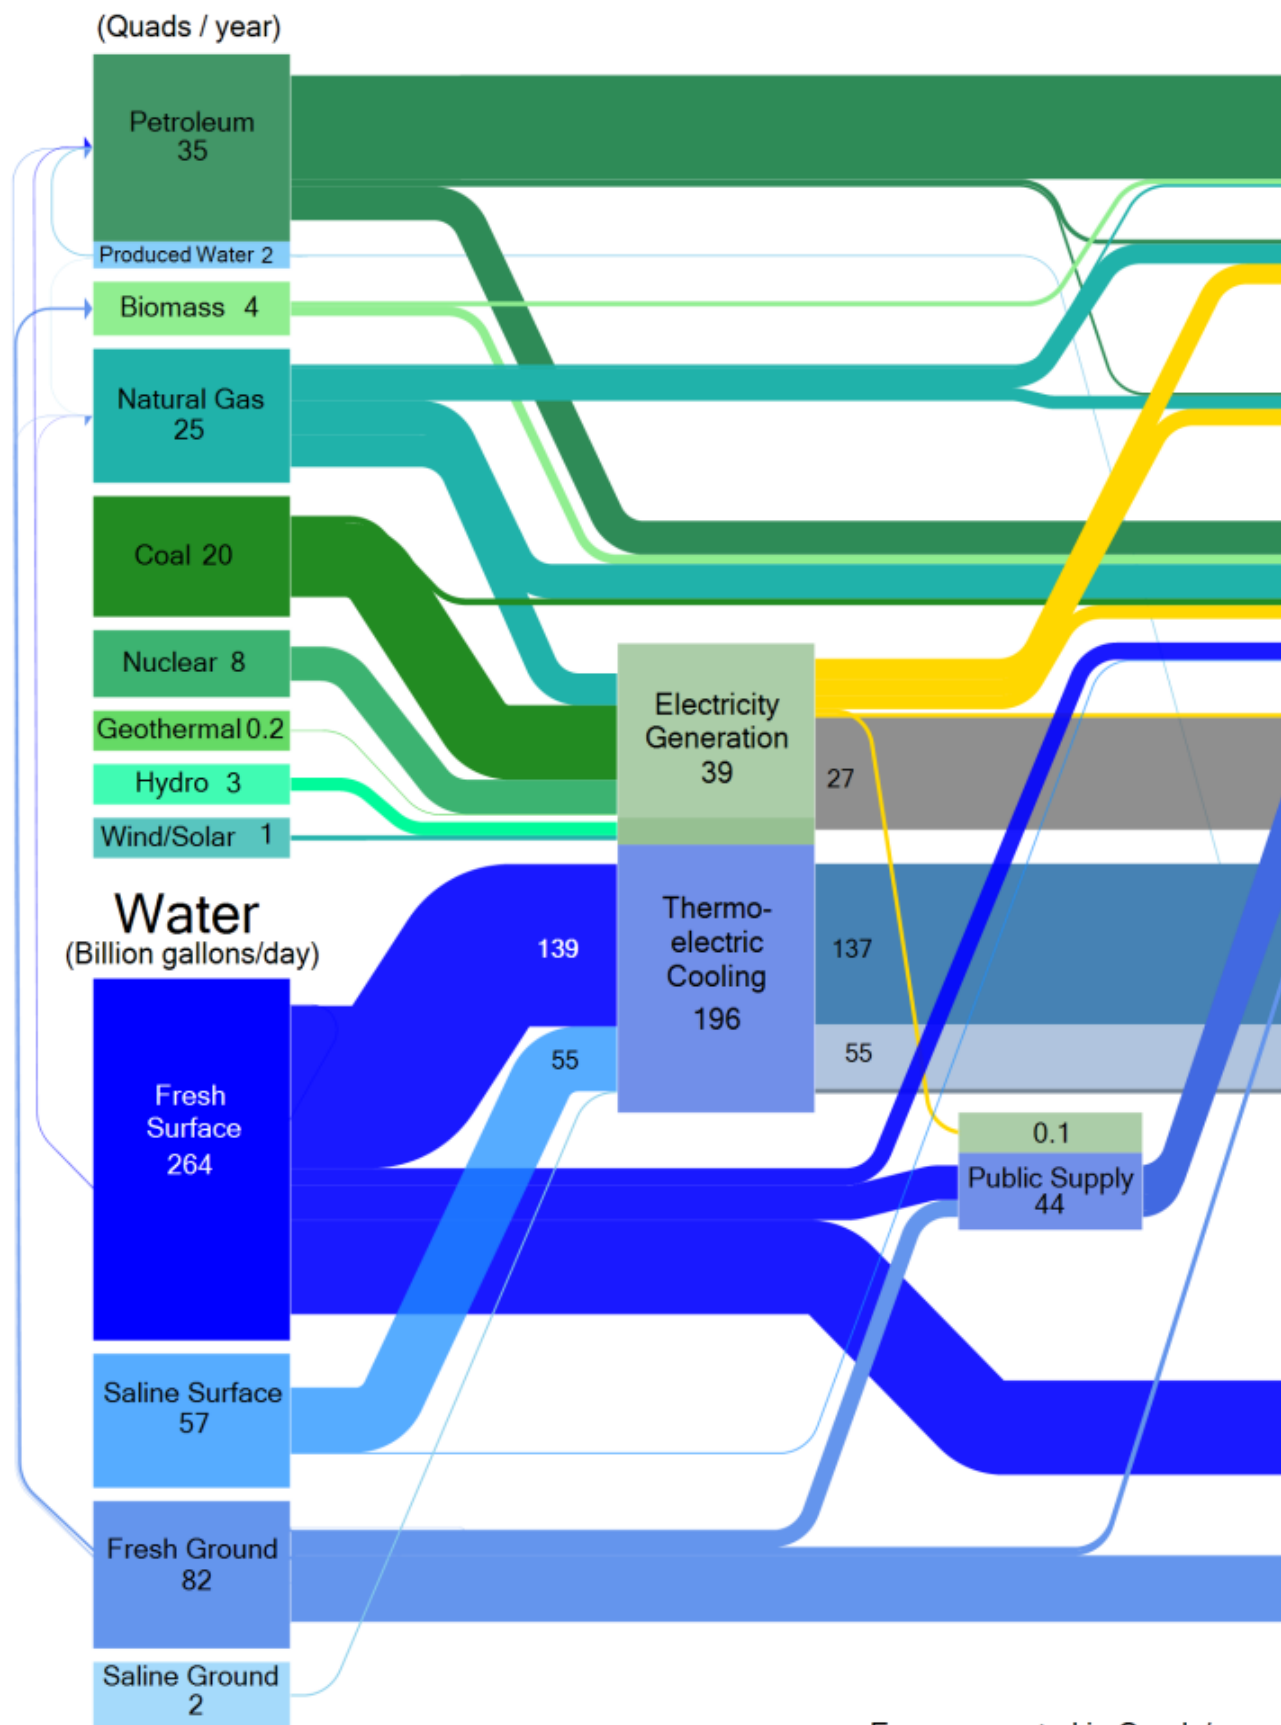 (Quads / year)
Petroleum
35
Produced Water 2
Biomass 4
Natural Gas
25
Coal 20
Nuclear 8
Geothermal 0.2
Hydro 3
Wind/Solar 1
Electricity
Generation
39
27
Water
(Billion gallons/day)
Thermo-
electric
Cooling
196
139
137
55
55
Fresh
Surface
264
0.1
Public Supply
44
Saline Surface
57
Fresh Ground
82
Saline Ground
2